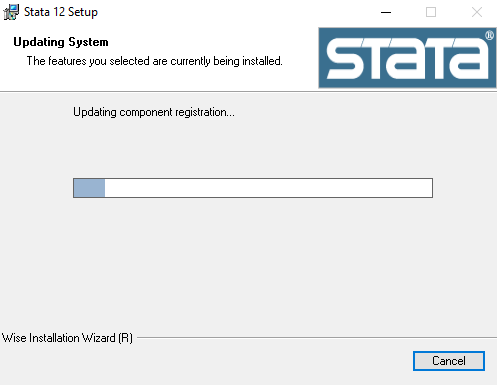 Stata 12 Setup
Updating System
The features you selected are currently being installed.
STATA®
Updating component registration...
Wise Installation Wizard (R)
Cancel